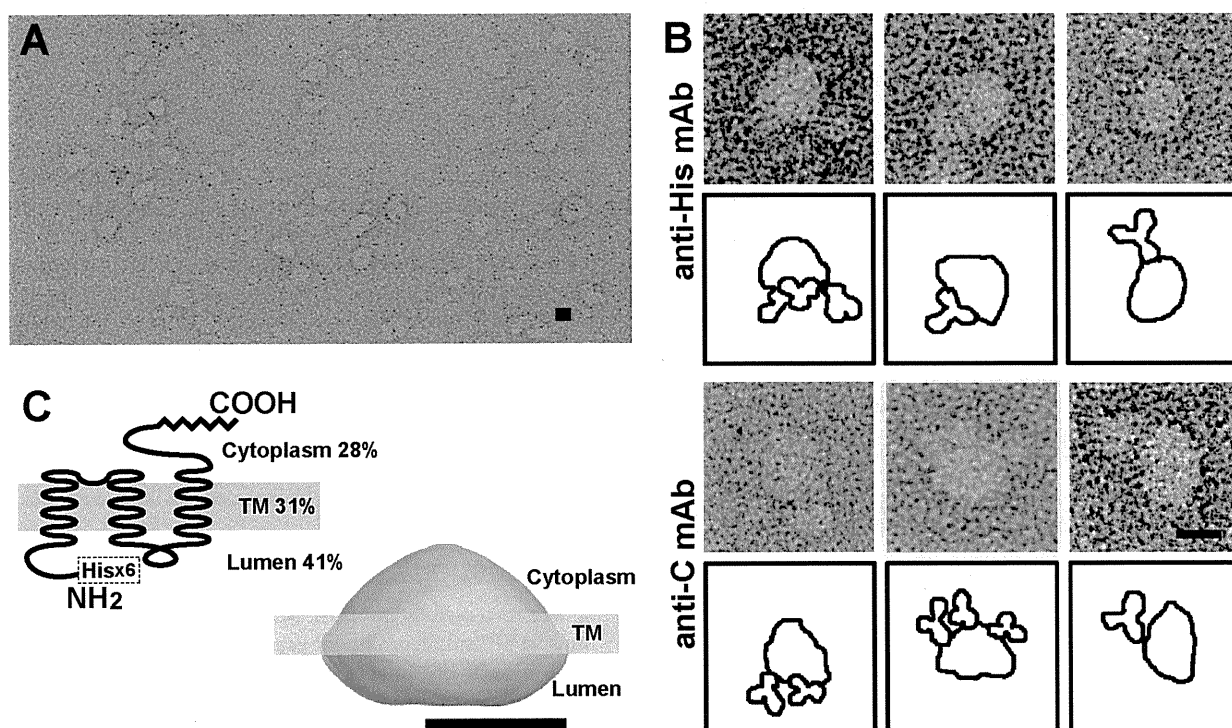 A
B
anti-His mAb
anti-C mAb
C
COOH
Cytoplasm 28%
TM 31%
Lumen 41%
Hisx6
NH2
Cytoplasm
TM
Lumen